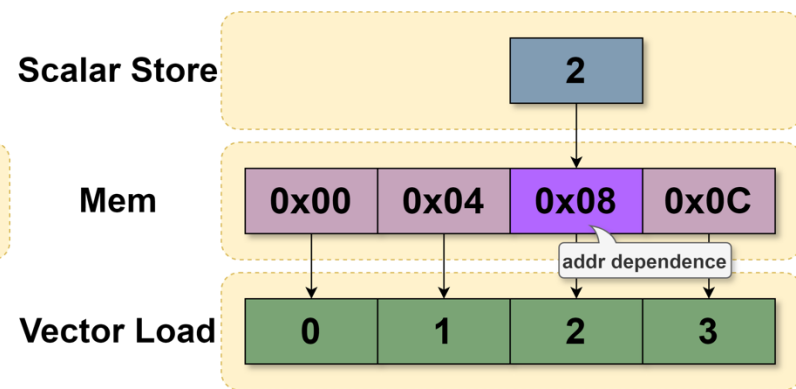 Scalar Store 2
Mem 0x00 0x04 0x08 0x0C
addr dependence
Vector Load 0 1 2 3